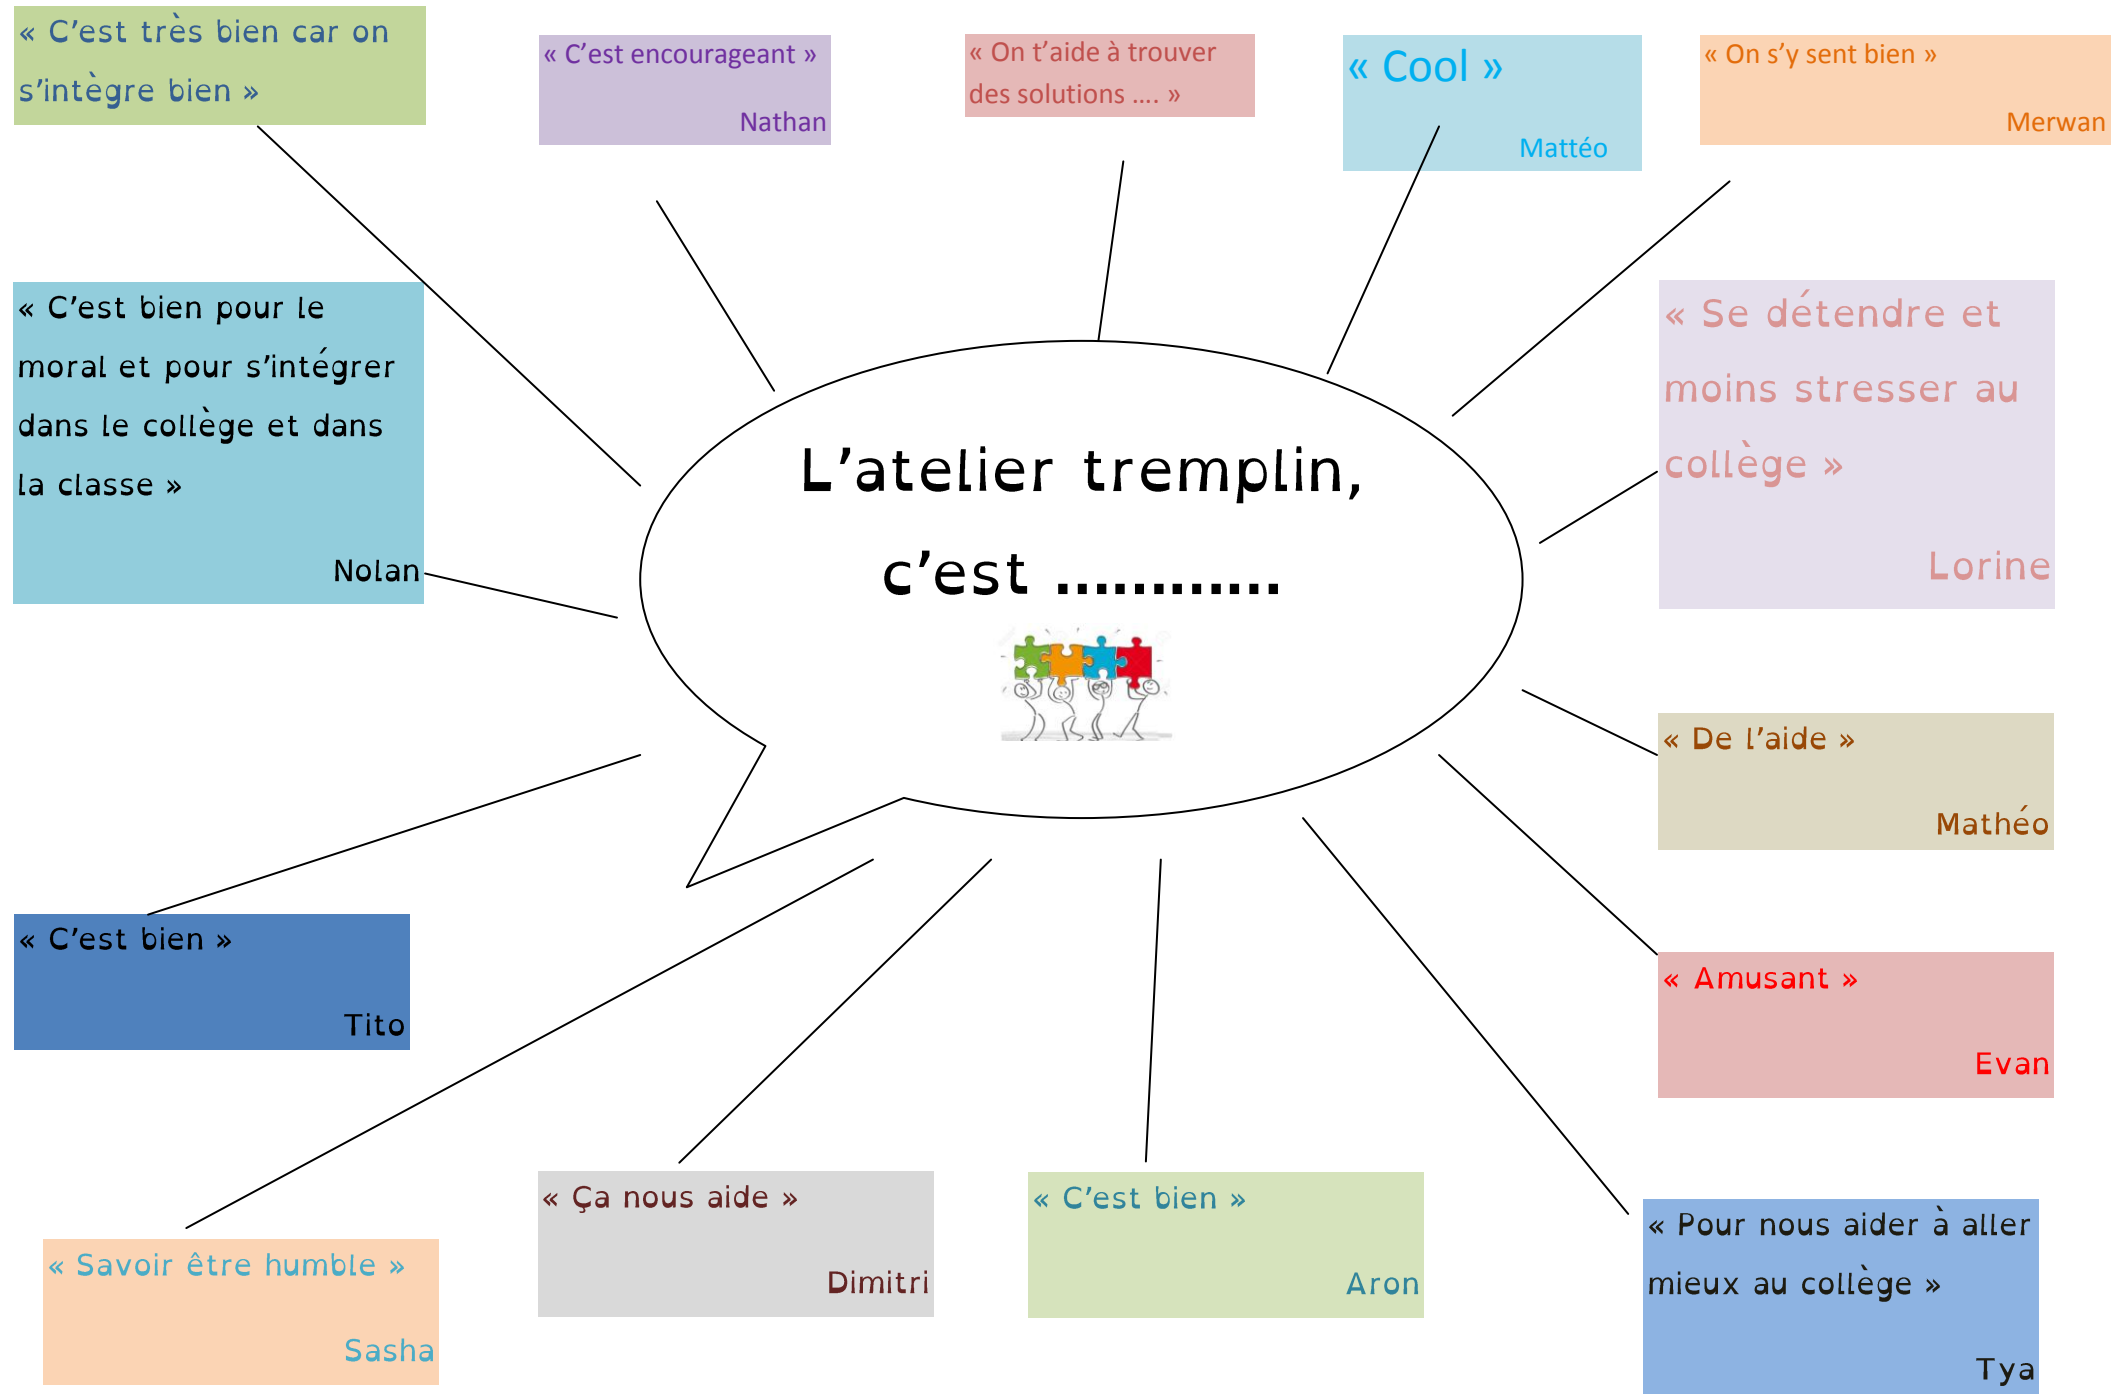 « C’est très bien car on
s’intègre bien »
« C’est encourageant »
Nathan
« On t’aide à trouver
des solutions .... »
« Cool »
Mattéo
« On s’y sent bien »
Merwan
« C’est bien pour le
moral et pour s’intégrer
dans le collège et dans
la classe »
Nolan
L’atelier tremplin,
c’est ............
« Se détendre et
moins stresser au
collège »
Lorine
« De l’aide »
Mathéo
« C’est bien »
Tito
« Amusant »
Evan
« Savoir être humble »
Sasha
« Ça nous aide »
Dimitri
« C’est bien »
Aron
« Pour nous aider à aller
mieux au collège »
Tya